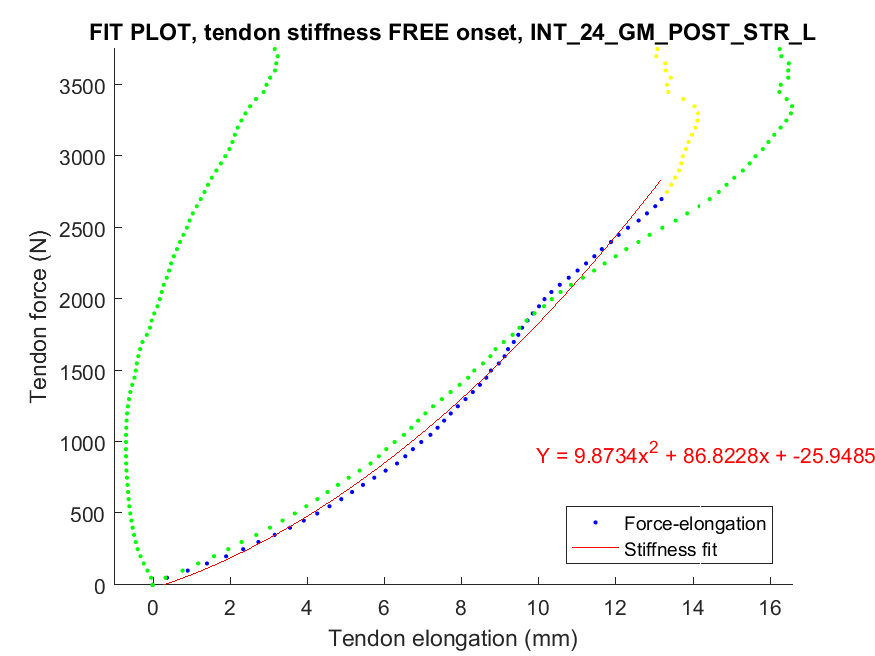 FIT PLOT, tendon stiffness FREE onset, INT_24_GM_POST_STR_L
3500
3000
2500
2000
1500
1000
500
0
Tendon force (N)
Y = 9.8734x² + 86.8228x + -25.9485
Force-elongation
Stiffness fit
0 2 4 6 8 10 12 14 16
Tendon elongation (mm)